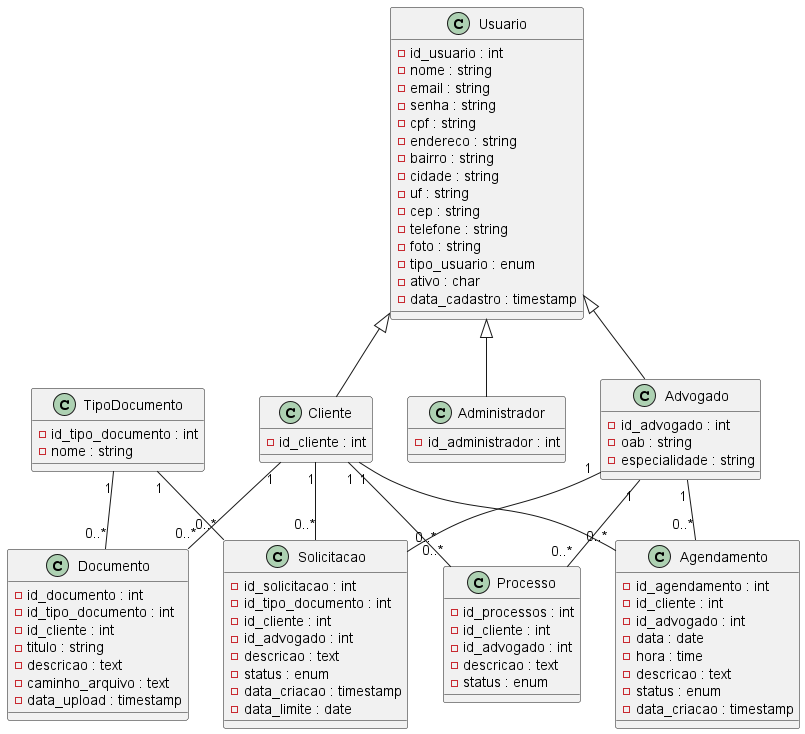 C Usuario
id_usuario : int
nome : string
email : string
senha : string
cpf : string
endereco : string
bairro : string
cidade : string
uf : string
cep : string
telefone : string
foto : string
tipo_usuario : enum
ativo : char
data_cadastro : timestamp
C TipoDocumento
id_tipo_documento : int
nome : string
C Cliente
id_cliente : int
C Administrador
id_administrador : int
C Advogado
id_advogado : int
oab : string
especialidade : string
1
1
1
1
1
1
1
1
1
0..*
0..*
0..*
0..*
0..*
0..*
0..*
0..*
0..*
C Documento
id_documento : int
id_tipo_documento : int
id_cliente : int
titulo : string
descricao : text
caminho_arquivo : text
data_upload : timestamp
C Solicitacao
id_solicitacao : int
id_tipo_documento : int
id_cliente : int
id_advogado : int
descricao : text
status : enum
data_criacao : timestamp
data_limite : date
C Processo
id_processos : int
id_cliente : int
id_advogado : int
descricao : text
status : enum
C Agendamento
id_agendamento : int
id_cliente : int
id_advogado : int
data : date
hora : time
descricao : text
status : enum
data_criacao : timestamp